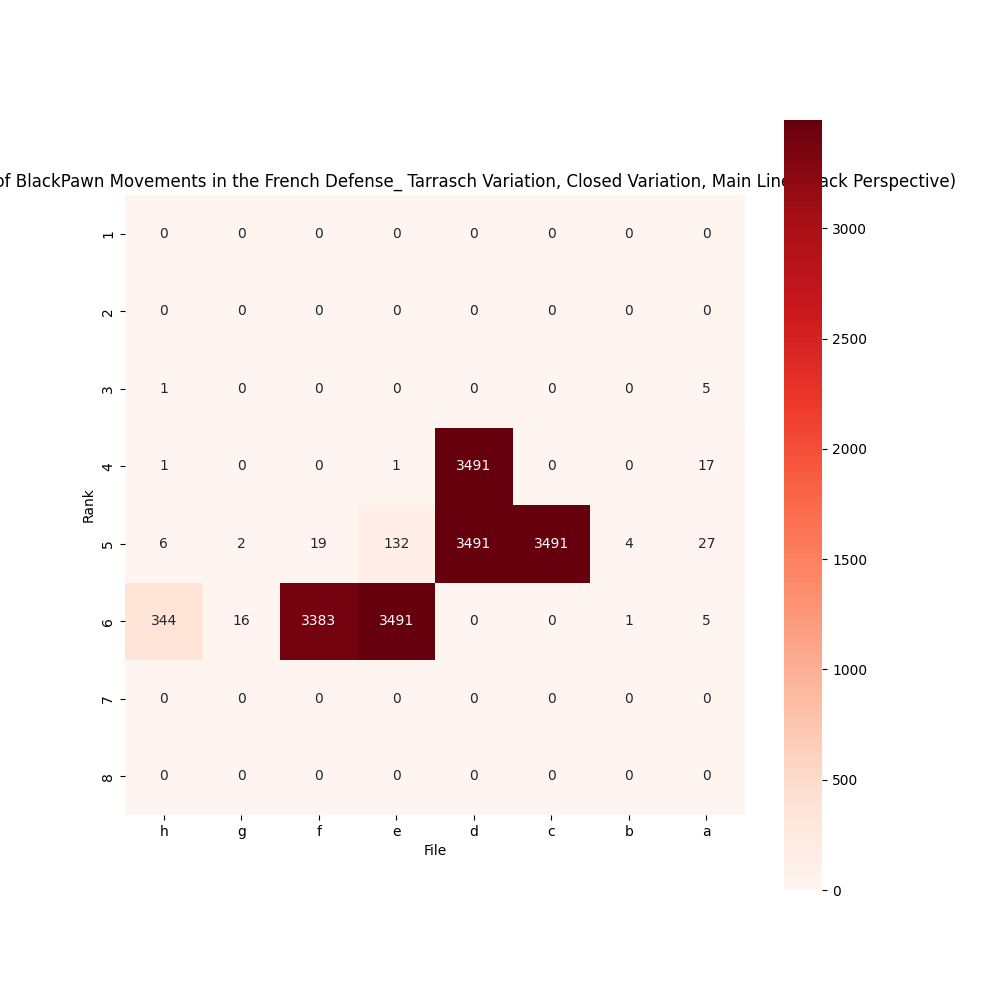 of BlackPawn Movements in the French Defense_ Tarrasch Variation, Closed Variation, Main Line ack Perspective)
3000
1 0 0 0 0 0 0 0 0
2 0 0 0 0 0 0 0 0
2500
3 1 0 0 0 0 0 0 5
2000
4 1 0 0 1 3491 0 0 17
Rank
1500
5 6 2 19 132 3491 3491 4 27
6 344 16 3383 3491 0 0 1 5
1000
7 0 0 0 0 0 0 0 0
500
8 0 0 0 0 0 0 0 0
h g f e d c b a
File
0